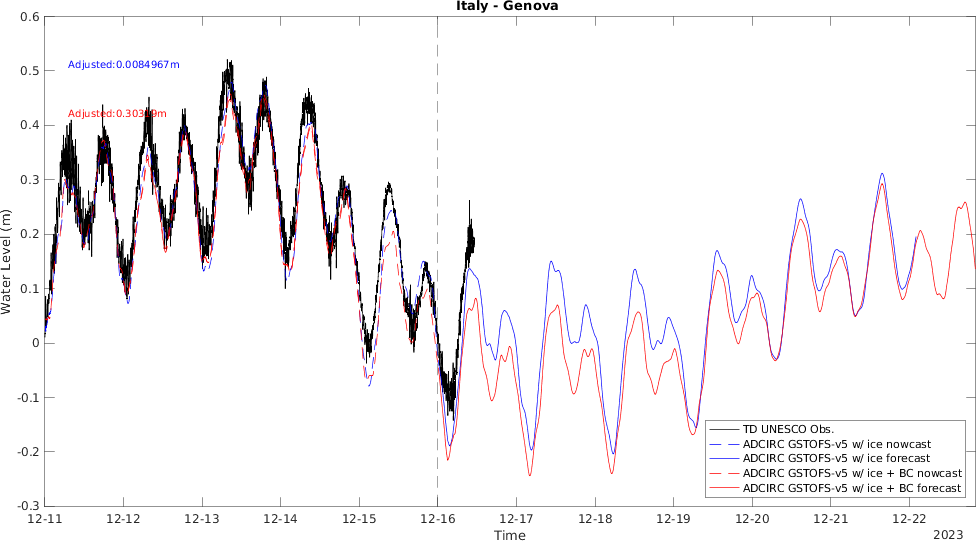 Italy - Genova
Adjusted:0.0084967m
Water Level (m)
0.6
0.5
0.4
0.3
0.2
0.1
0
-0.1
-0.2
-0.3
TD UNESCO Obs.
ADCIRC GSTOFS-v5 w/ ice nowcast
ADCIRC GSTOFS-v5 w/ ice forecast
ADCIRC GSTOFS-v5 w/ ice + BC nowcast
ADCIRC GSTOFS-v5 w/ ice + BC forecast
12-11
12-12
12-13
12-14
12-15
12-16
12-17
12-18
12-19
12-20
12-21
12-22
Time
2023